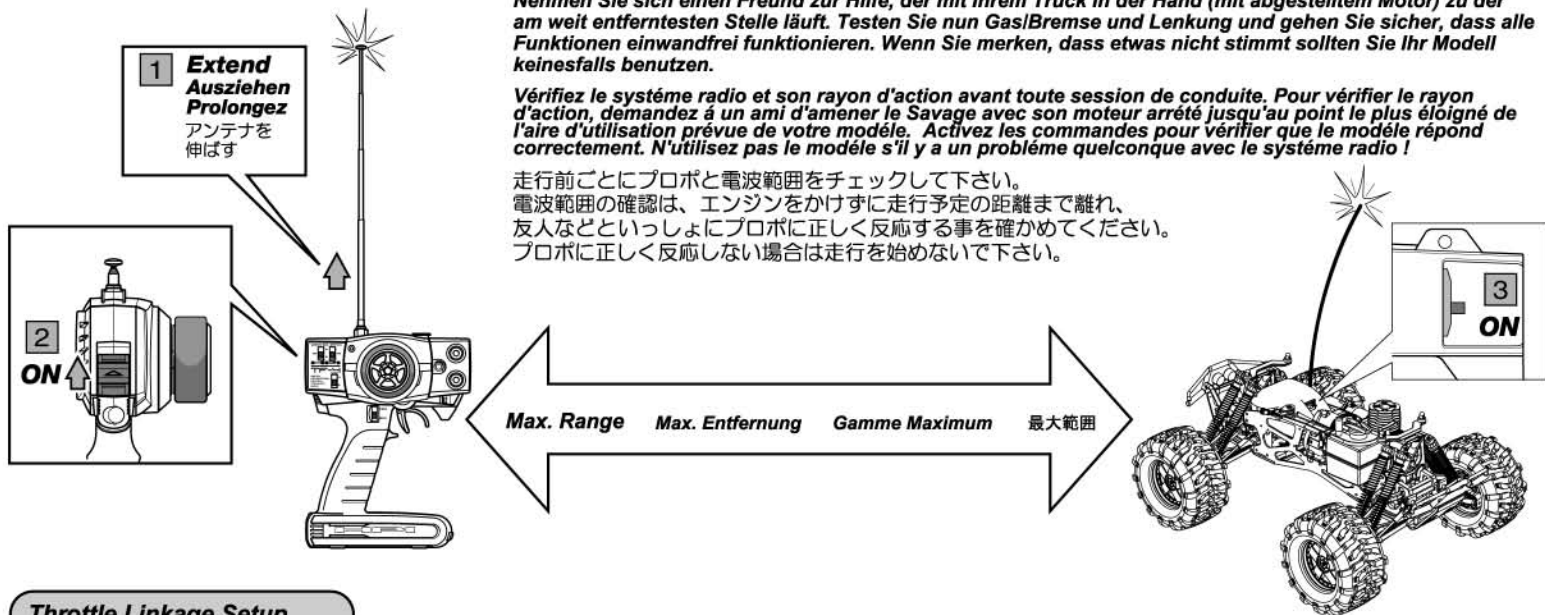 Nehmen Sie sich einen Freund zur Hilfe, der mit Ihrem Truck in der Hand (mit abgestelltem Motor) zu der
am weit entferntesten Stelle läuft. Testen Sie nun Gas/Bremse und Lenkung und gehen Sie sicher, dass alle
Funktionen einwandfrei funktionieren. Wenn Sie merken, dass etwas nicht stimmt sollten Sie Ihr Modell
keinesfalls benutzen.
Vérifiez le systéme radio et son rayon d'action avant toute session de conduite. Pour vérifier le rayon
d'action, demandez á un ami d'amener le Savage avec son moteur arrété jusqu'au point le plus éloigné de
l'aire d'utilisation prévue de votre modéle. Activez les commandes pour vérifier que le modéle répond
correctement. N'utilisez pas le modéle s'il y a un probléme quelconque avec le systéme radio !
走行前ごとにプロポと電波範囲をチェックして下さい。
電波範囲の確認は、エンジンをかけずに走行予定の距離まで離れ、
友人などといっしょにプロポに正しく反応する事を確かめてください。
プロポに正しく反応しない場合は走行を始めないで下さい。
1 Extend
Ausziehen
Prolongez
アンテナを
伸ばす
2
ON
3
ON
Max. Range Max. Entfernung Gamme Maximum 最大範囲
Throttle Linkage Setup